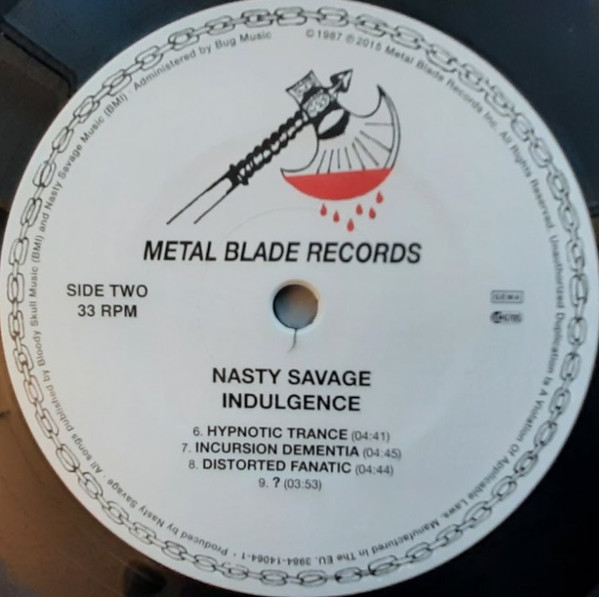 All songs published by Bloody Skull Music (BMI) and Nasty Savage Music (BMI) · Administered by Bug Music
©1987 ℗2015 Metal Blade Records Inc. All Rights Reserved. Unauthorized Duplication Is A Violation Of Applicable Laws. Manufactured in The EU. 3984-14064-1 · Produced by Nasty Savage.
METAL BLADE RECORDS
SIDE TWO
33 RPM
GEMA
NASTY SAVAGE
INDULGENCE
6. HYPNOTIC TRANCE (04:41)
7. INCURSION DEMENTIA (04:45)
8. DISTORTED FANATIC (04:44)
9. ? (03:53)